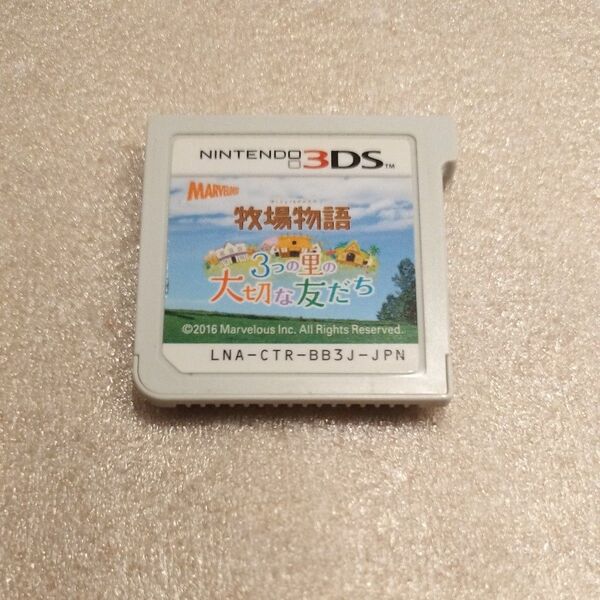 NINTENDO 3DS™
MARVELOUS!
牧場物語
3つの里の
大切な友だち
©2016 Marvelous Inc. All Rights Reserved.
LNA-CTR-BB3J-JPN